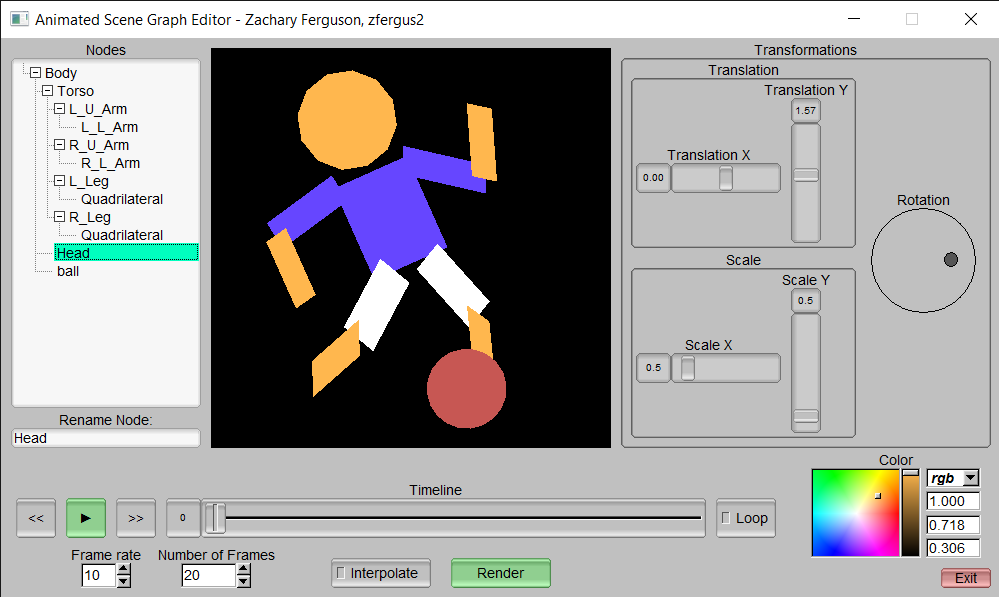 Animated Scene Graph Editor - Zachary Ferguson, zfergus2
Nodes
Body
Torso
L_U_Arm
L_L_Arm
R_U_Arm
R_L_Arm
L_Leg
Quadrilateral
R_Leg
Quadrilateral
Head
ball
Rename Node:
Head
Transformations
Translation
Translation Y
1.57
Translation X
0.00
Rotation
Scale
Scale Y
0.5
Scale X
0.5
Color
rgb
1.000
0.718
0.306
Timeline
<< >> 0 Loop
Frame rate Number of Frames
10 20 Interpolate Render Exit